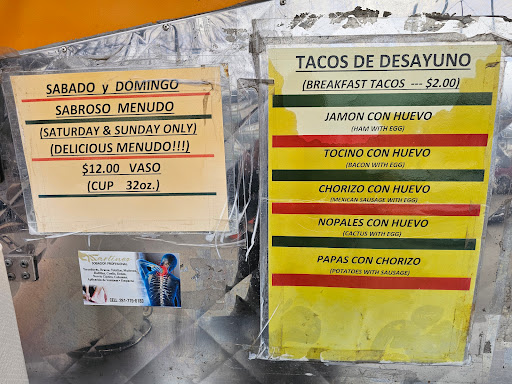 SABADO y DOMINGO
SABROSO MENUDO
(SATURDAY & SUNDAY ONLY)
(DELICIOUS MENUDO!!!)
$12.00 VASO
(CUP 32oz.)
TACOS DE DESAYUNO
(BREAKFAST TACOS --- $2.00)
JAMON CON HUEVO
(HAM WITH EGG)
TOCINO CON HUEVO
(BACON WITH EGG)
CHORIZO CON HUEVO
(MEXICAN SAUSAGE WITH EGG)
NOPALES CON HUEVO
(CACTUS WITH EGG)
PAPAS CON CHORIZO
(POTATOES WITH SAUSAGE)
SOBADOR PROFESIONAL